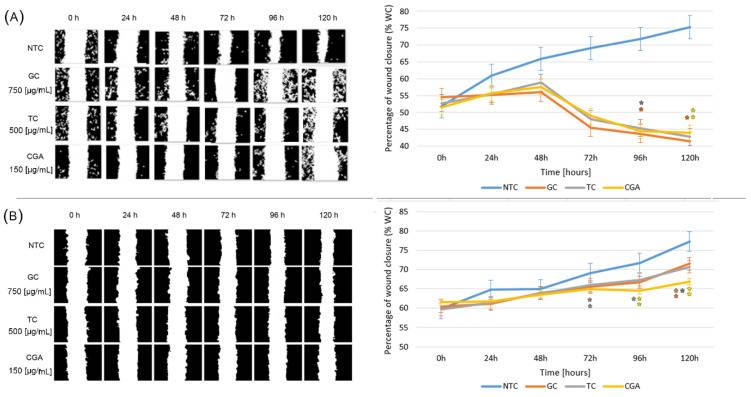 (A)
0 h 24 h 48 h 72 h 96 h 120 h
NTC
GC
750 [µg/mL]
TC
500 [µg/mL]
CGA
150 [µg/mL]
Percentage of wound closure (% WC)
80
75
70
65
60
55
50
45
40
0h 24h 48h 72h 96h 120h
Time [hours]
NTC GC TC CGA
(B)
0 h 24 h 48 h 72 h 96 h 120 h
NTC
GC
750 [µg/mL]
TC
500 [µg/mL]
CGA
150 [µg/mL]
Percentage of wound closure (% WC)
85
80
75
70
65
60
55
50
0h 24h 48h 72h 96h 120h
Time [hours]
NTC GC TC CGA